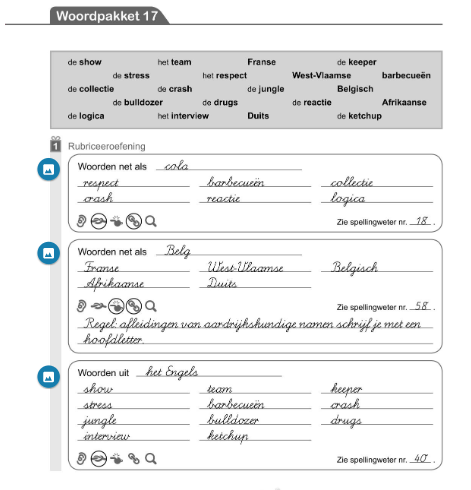 Woordpakket 17
de show het team Franse de keeper
de stress het respect West-Vlaamse barbecueën
de collectie de crash de jungle Belgisch
de bulldozer de drugs de reactie Afrikaanse
de logica het interview Duits de ketchup
1 Rubriceeroefening
Woorden net als cola
respect barbecueën collectie
crash reactie logica
Zie spellingweter nr. 18.
Woorden net als Belg
Franse West-Vlaamse Belgisch
Afrikaanse Duits
Zie spellingweter nr. 58.
Regel: afleidingen van aardrijkskundige namen schrijf je met een
hoofdletter.
Woorden uit het Engels
show team keeper
stress barbecueën crash
jungle bulldozer drugs
interview ketchup
Zie spellingweter nr. 40.